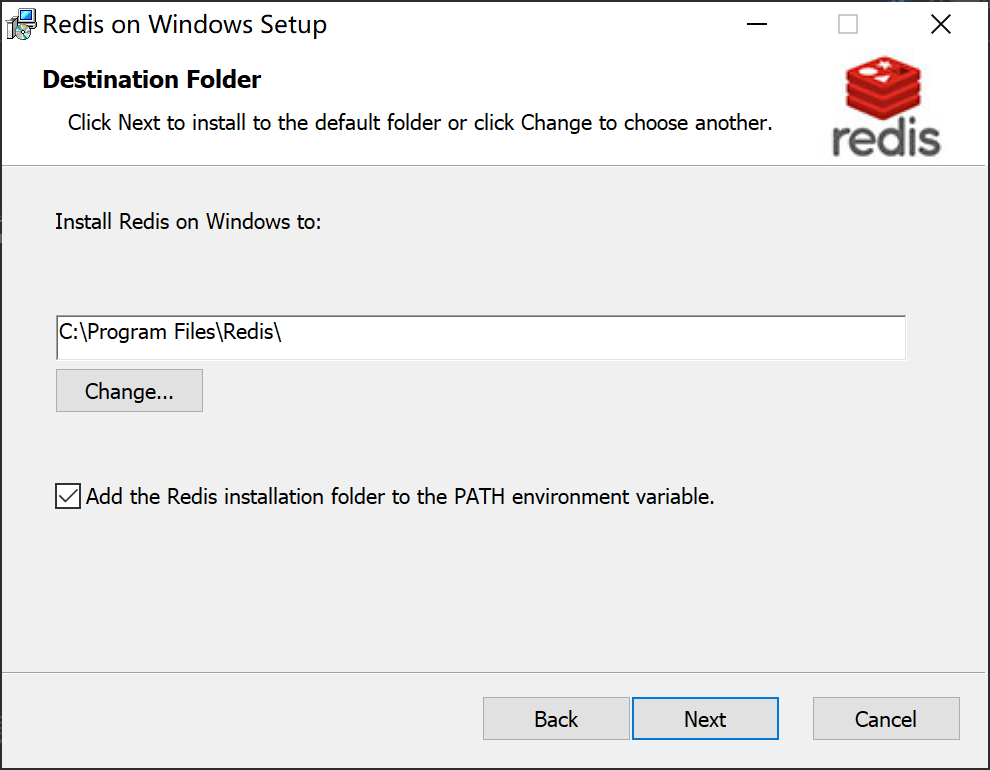 Redis on Windows Setup
Destination Folder
Click Next to install to the default folder or click Change to choose another.
redis
Install Redis on Windows to:
C:\Program Files\Redis\
Change...
Add the Redis installation folder to the PATH environment variable.
Back Next Cancel